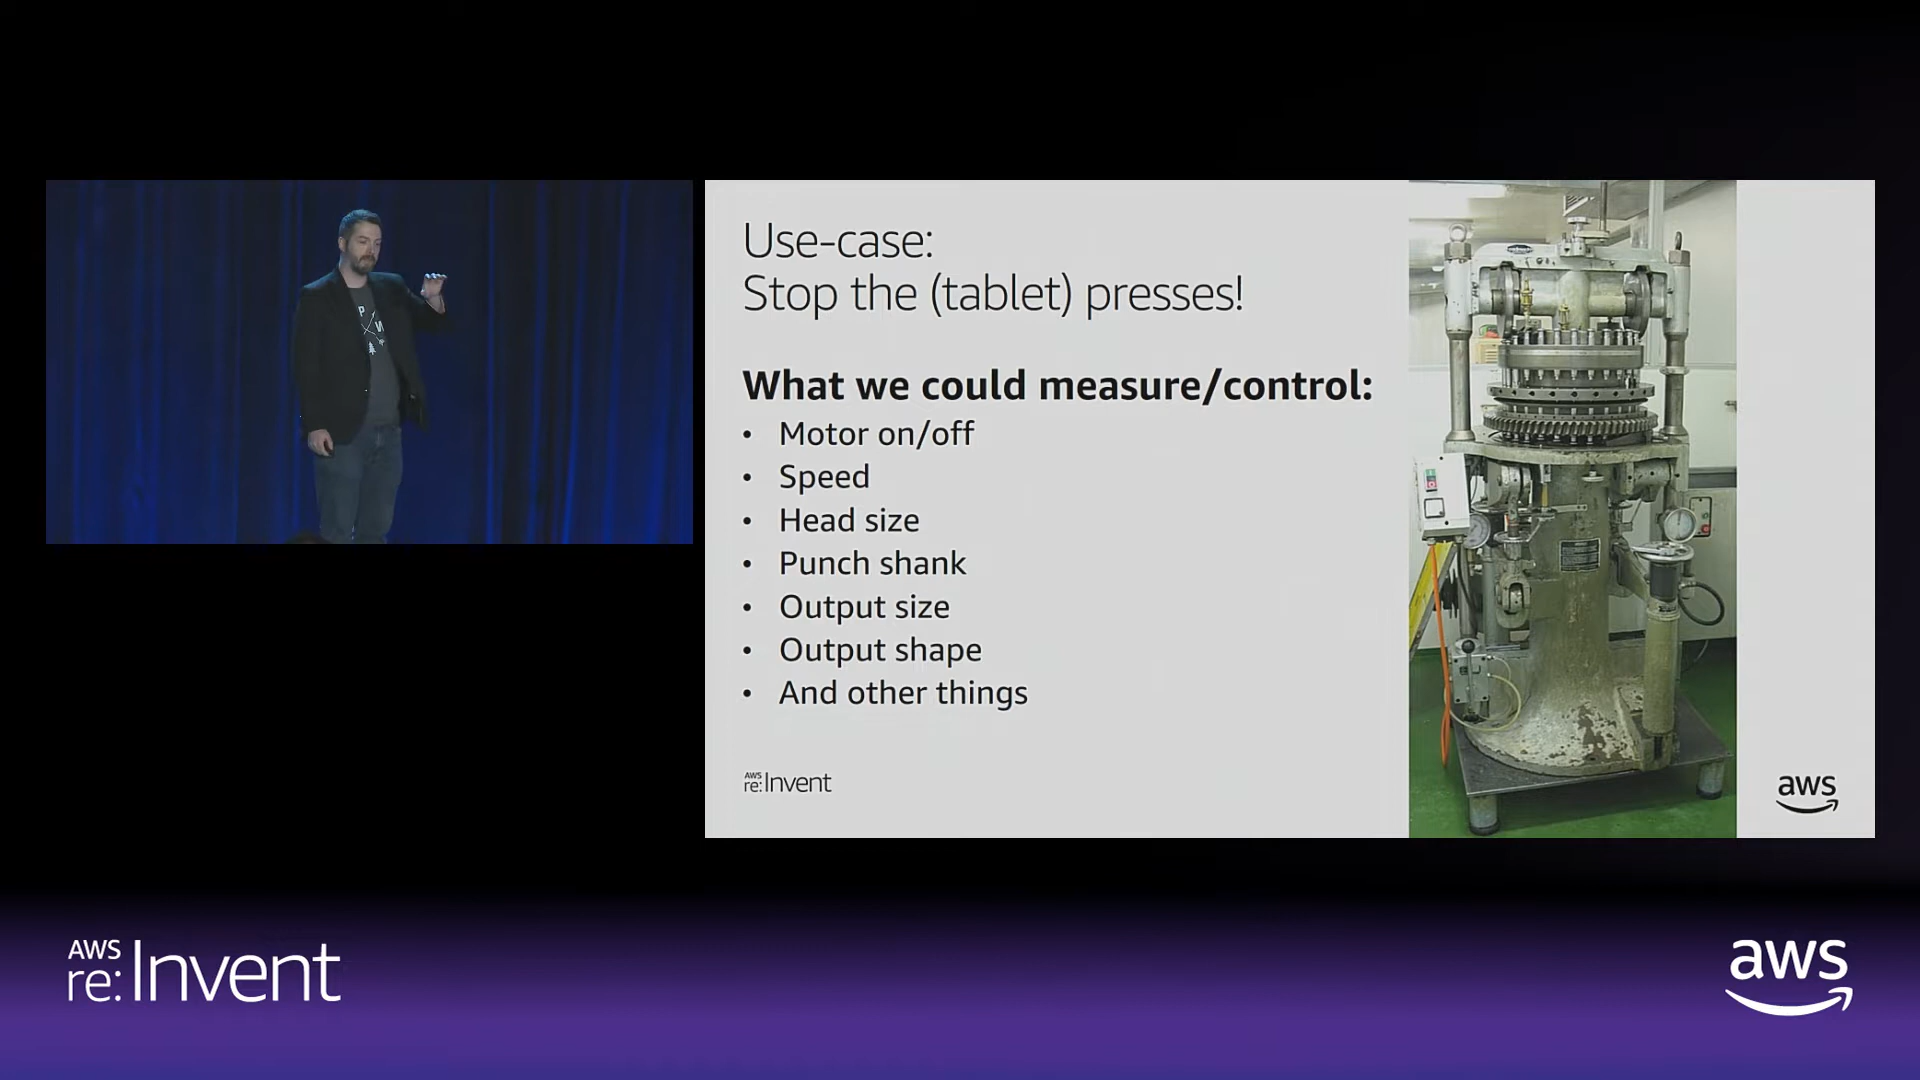 Use-case:
Stop the (tablet) presses!
What we could measure/control:
• Motor on/off
• Speed
• Head size
• Punch shank
• Output size
• Output shape
• And other things
AWS
re:Invent
aws
AWS
re:Invent
aws